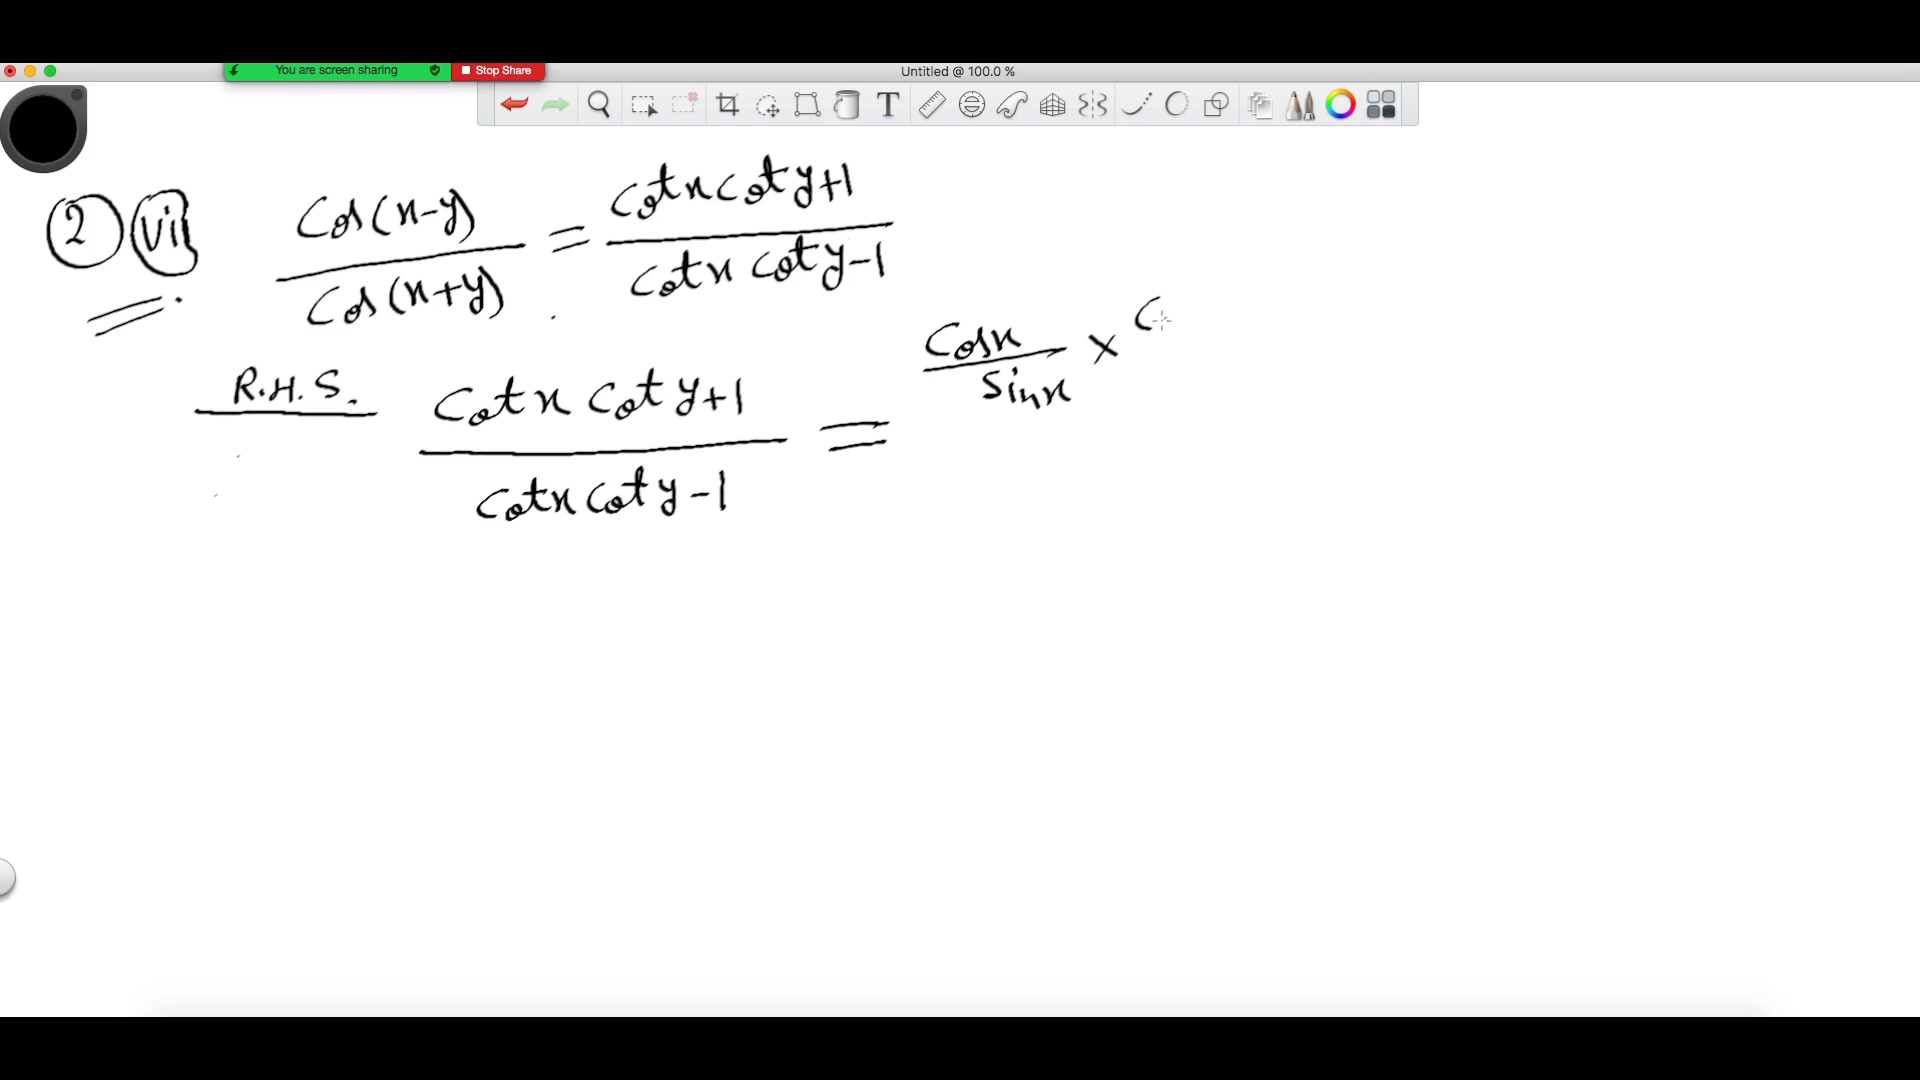 You are screen sharing Stop Share
Untitled @ 100.0 %
T
2 vii Cos(x-y) / Cos(x+y) = Cotx Coty+1 / Cotx Coty-1
R.H.S. Cotx Coty+1 / Cotx Coty-1 = Cosx / Sinx × C